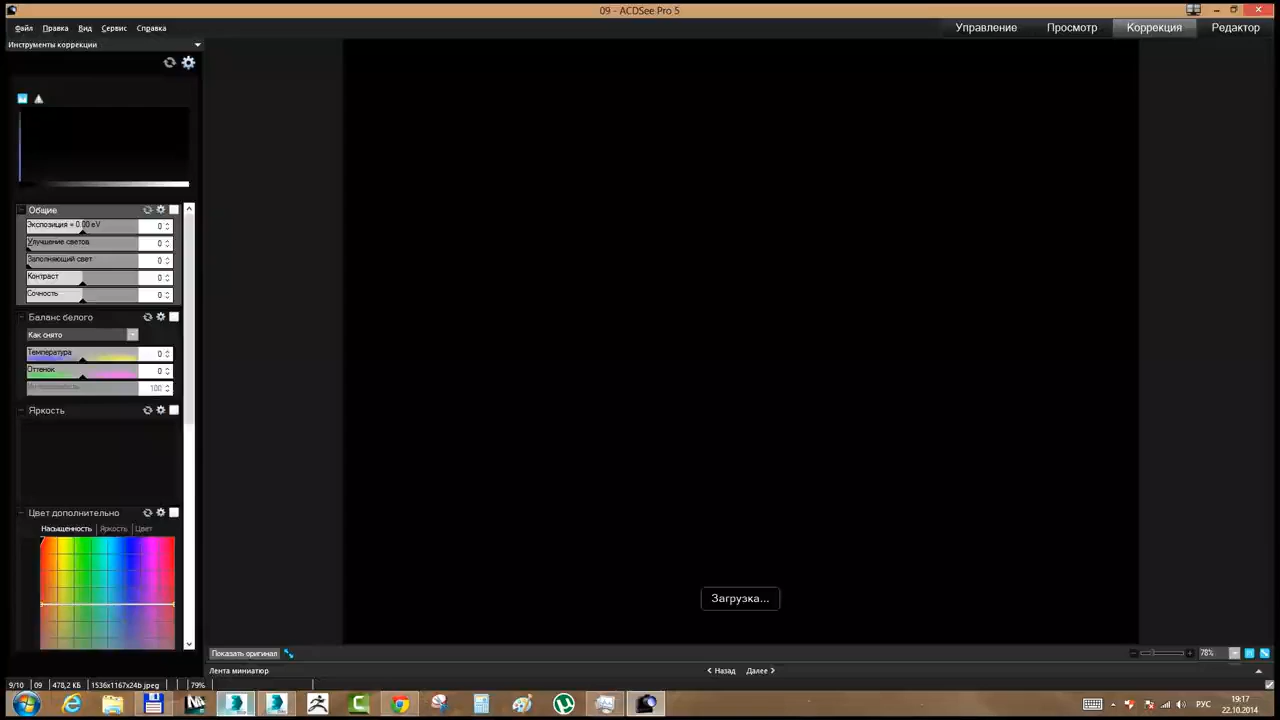 09 - ACDSee Pro 5
Файл Правка Вид Сервис Справка
Управление Просмотр Коррекция Редактор
Инструменты коррекции
Общие
Экспозиция = 0.00 eV 0
Улучшение светов 0
Заполняющий свет 0
Контраст 0
Сочность 0
Баланс белого
Как снято
Температура 0
Оттенок 0
100
Яркость
Цвет дополнительно
Насыщенность Яркость Цвет
Загрузка...
Показать оригинал
78%
Лента миниатюр
Назад Далее
9/10 09 478,2 КБ 1536x1167x24b jpeg 79%
РУС
19:17
22.10.2014